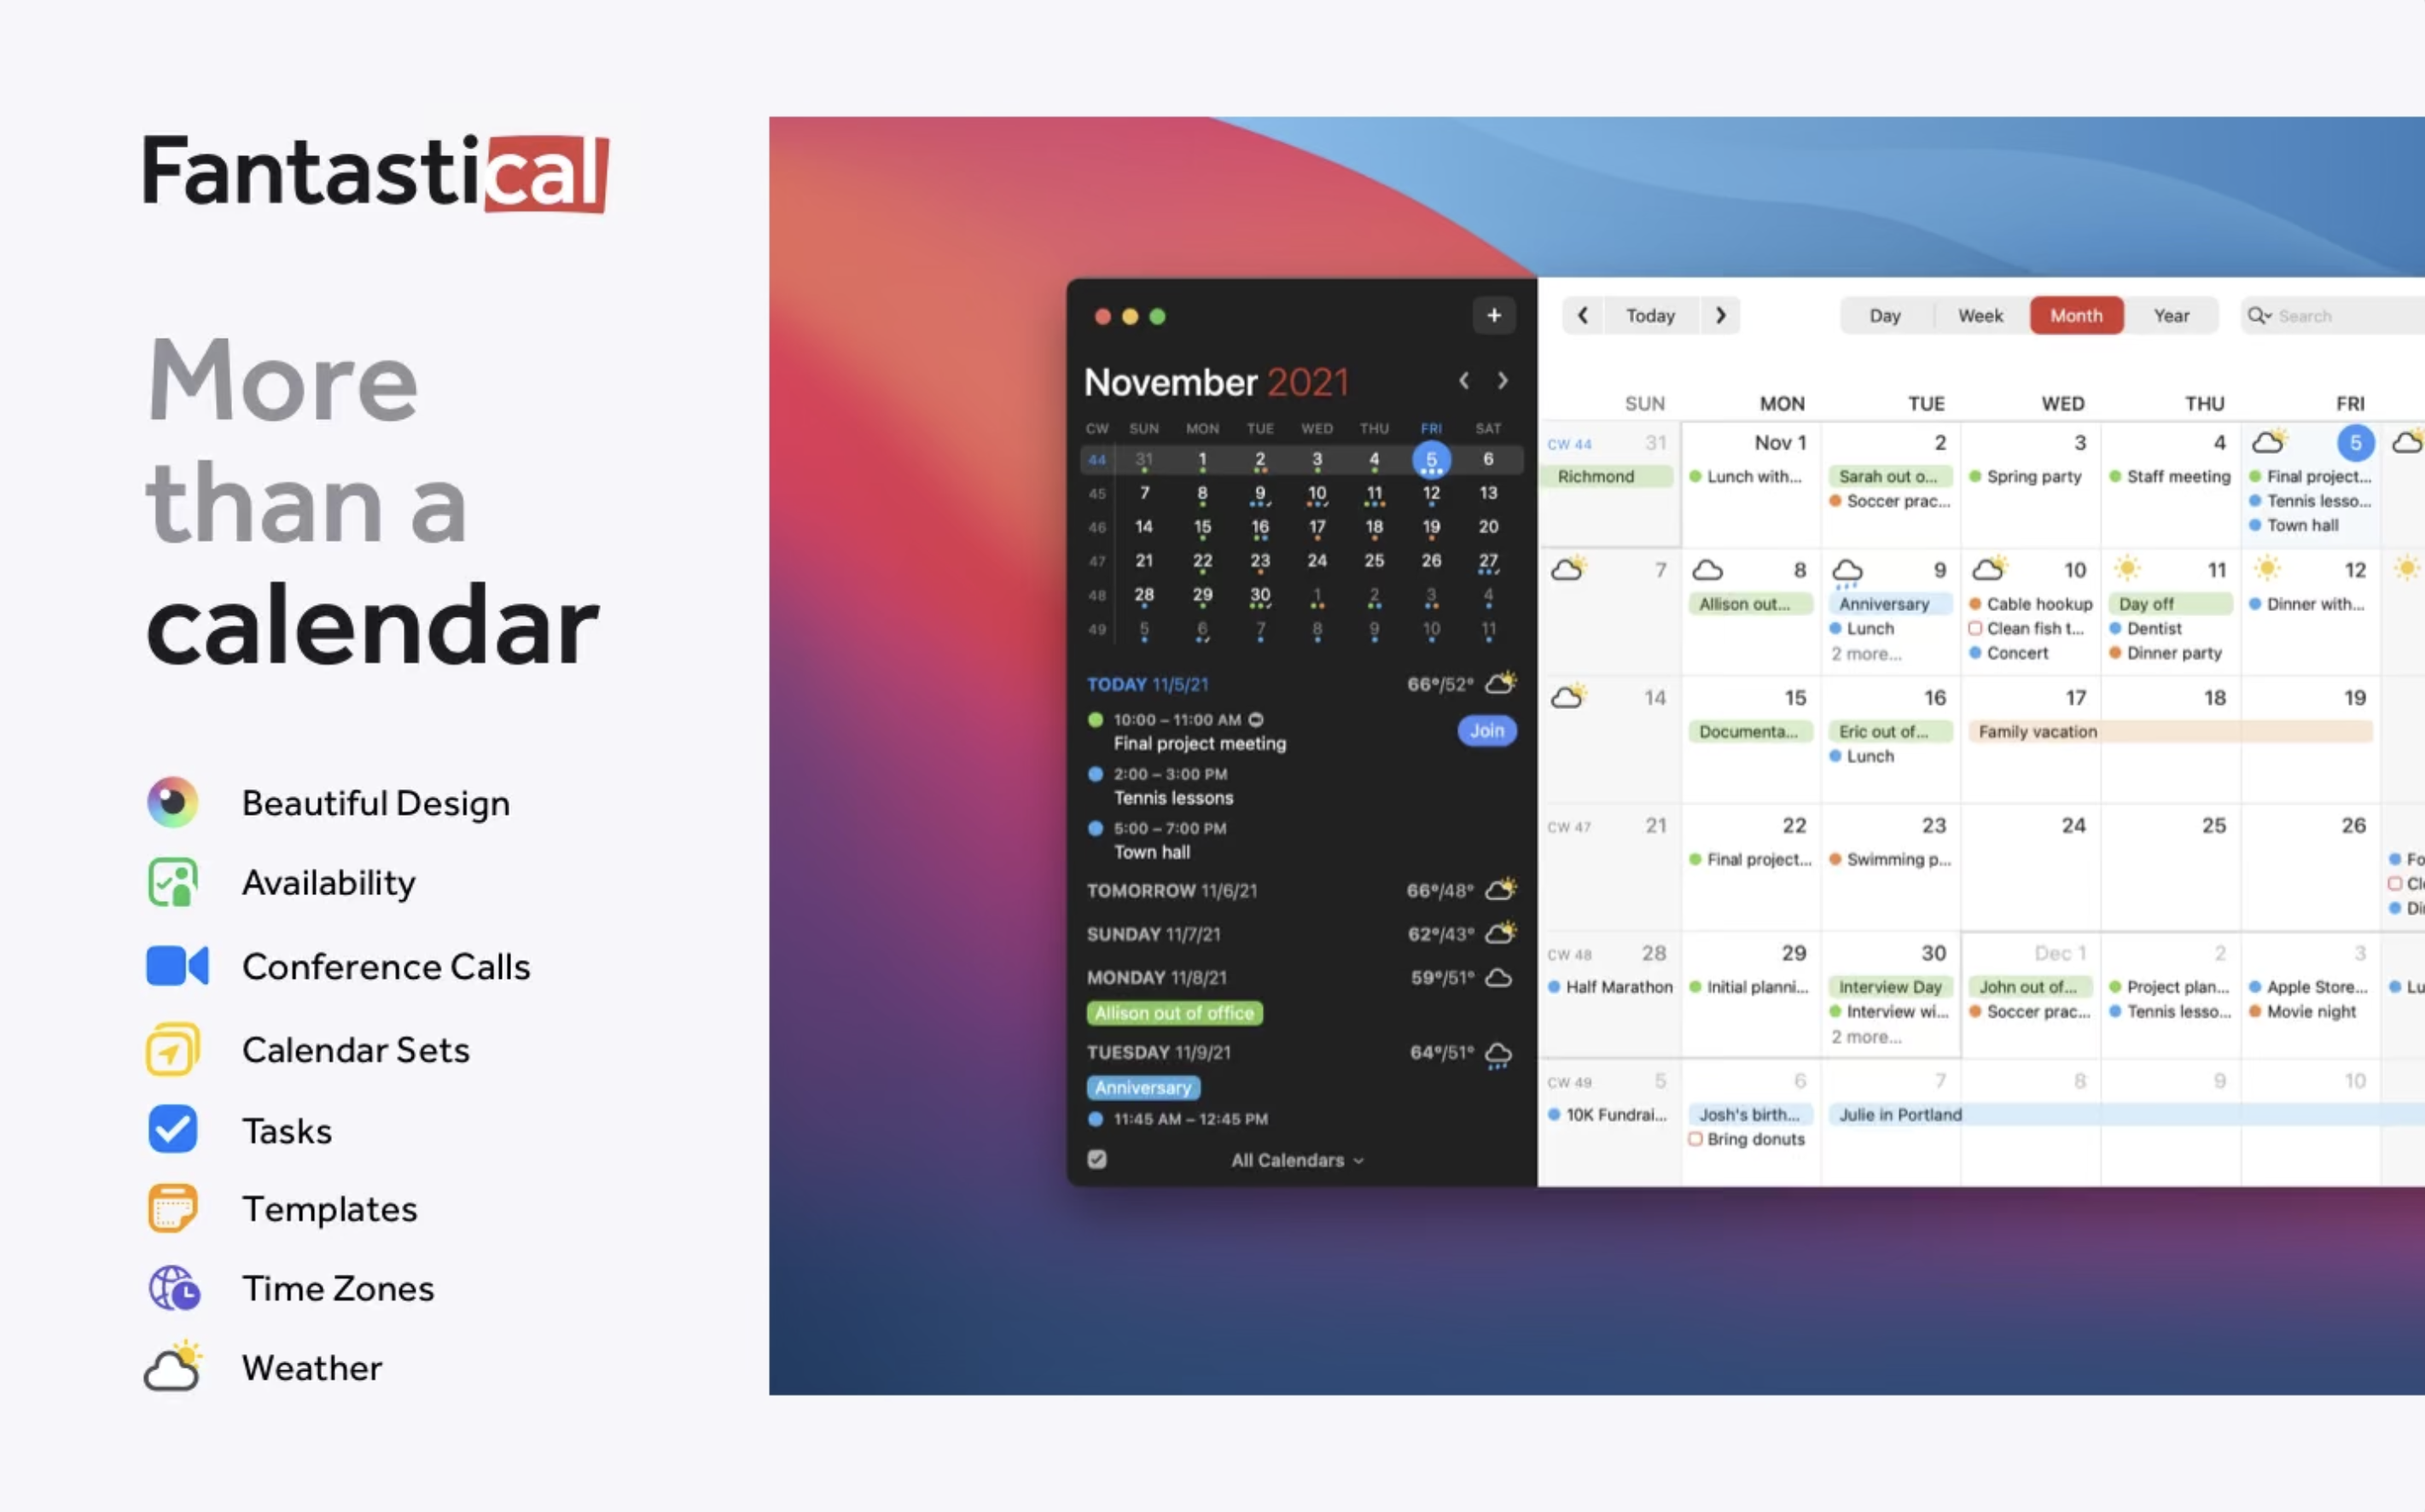 Fantastical
More
than a
calendar
Beautiful Design
Availability
Conference Calls
Calendar Sets
Tasks
Templates
Time Zones
Weather
+
November 2021
CW SUN MON TUE WED THU FRI SAT
44 31 1 2 3 4 5 6
45 7 8 9 10 11 12 13
46 14 15 16 17 18 19 20
47 21 22 23 24 25 26 27
48 28 29 30 1 2 3 4
49 5 6 7 8 9 10 11
TODAY 11/5/21 66°/52°
10:00 – 11:00 AM
Final project meeting
Join
2:00 – 3:00 PM
Tennis lessons
5:00 – 7:00 PM
Town hall
TOMORROW 11/6/21 66°/48°
SUNDAY 11/7/21 62°/43°
MONDAY 11/8/21 59°/51°
Allison out of office
TUESDAY 11/9/21 64°/51°
Anniversary
11:45 AM – 12:45 PM
All Calendars
Today Day Week Month Year Search
SUN MON TUE WED THU FRI
CW 44 31 Nov 1 2 3 4 5
Richmond Lunch with... Sarah out o... Spring party Staff meeting Final project...
Soccer prac... Tennis lesso...
Town hall
7 8 9 10 11 12
Allison out... Anniversary Cable hookup Day off Dinner with...
Lunch Clean fish t... Dentist
2 more... Concert Dinner party
14 15 16 17 18 19
Documenta... Eric out of... Family vacation
Lunch
CW 47 21 22 23 24 25 26
Final project... Swimming p... Fo
Cl
Di
CW 48 28 29 30 Dec 1 2 3
Half Marathon Initial planni... Interview Day John out of... Project plan... Apple Store... Lu
Interview wi... Soccer prac... Tennis lesso... Movie night
2 more...
CW 49 5 6 7 8 9 10
10K Fundrai... Josh's birth... Julie in Portland
Bring donuts